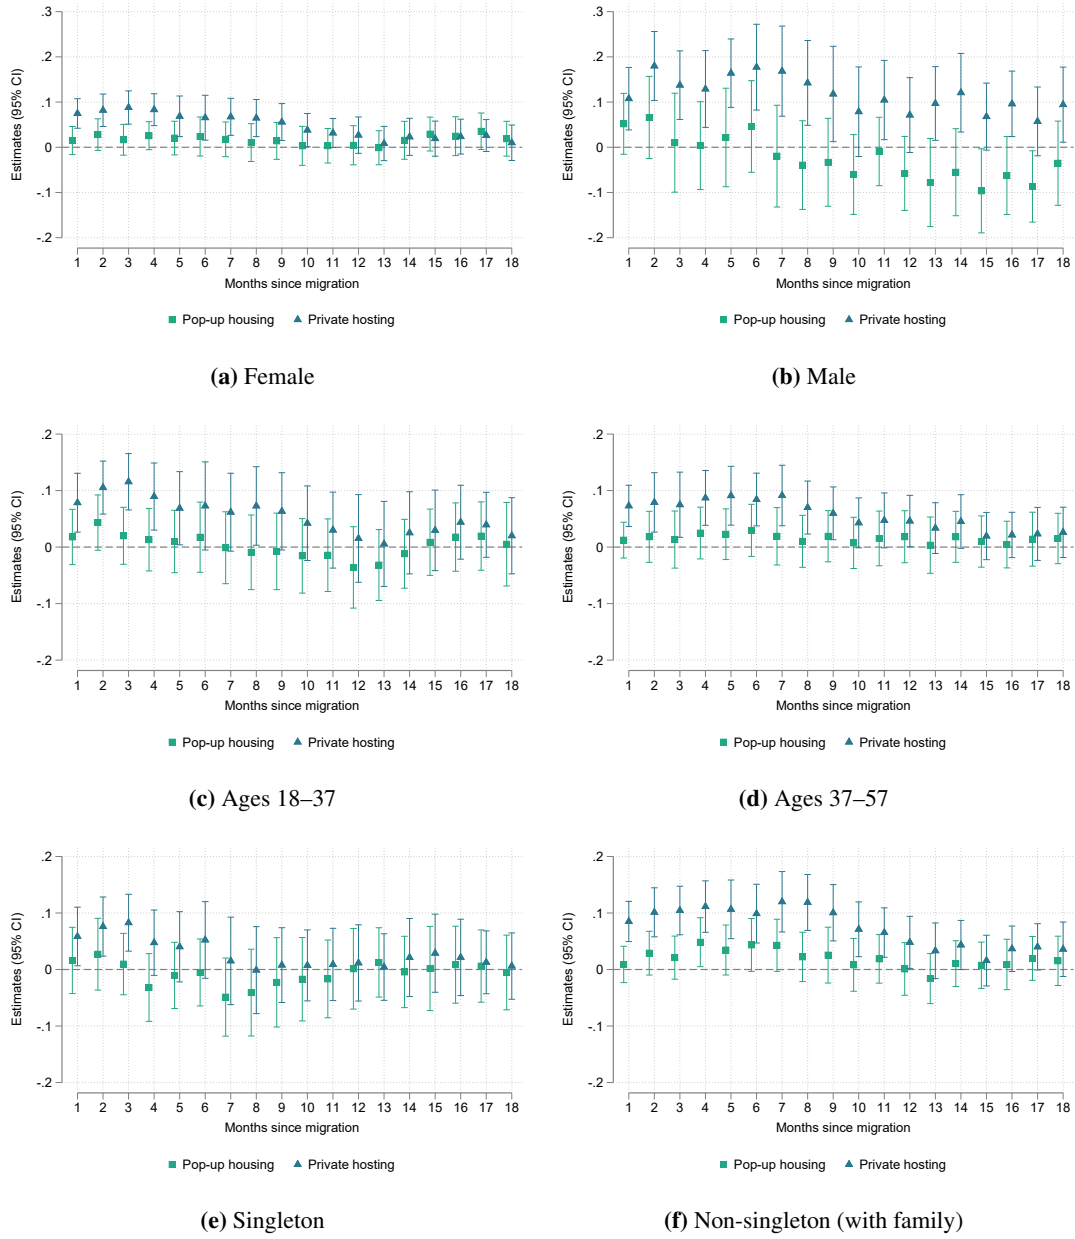 .3
.2
.1
0
-.1
-.2
Estimates (95% CI)
1 2 3 4 5 6 7 8 9 10 11 12 13 14 15 16 17 18
Months since migration
Pop-up housing Private hosting
(a) Female
.3
.2
.1
0
-.1
-.2
Estimates (95% CI)
1 2 3 4 5 6 7 8 9 10 11 12 13 14 15 16 17 18
Months since migration
Pop-up housing Private hosting
(b) Male
.2
.1
0
-.1
-.2
Estimates (95% CI)
1 2 3 4 5 6 7 8 9 10 11 12 13 14 15 16 17 18
Months since migration
Pop-up housing Private hosting
(c) Ages 18–37
.2
.1
0
-.1
-.2
Estimates (95% CI)
1 2 3 4 5 6 7 8 9 10 11 12 13 14 15 16 17 18
Months since migration
Pop-up housing Private hosting
(d) Ages 37–57
.2
.1
0
-.1
-.2
Estimates (95% CI)
1 2 3 4 5 6 7 8 9 10 11 12 13 14 15 16 17 18
Months since migration
Pop-up housing Private hosting
(e) Singleton
.2
.1
0
-.1
-.2
Estimates (95% CI)
1 2 3 4 5 6 7 8 9 10 11 12 13 14 15 16 17 18
Months since migration
Pop-up housing Private hosting
(f) Non-singleton (with family)